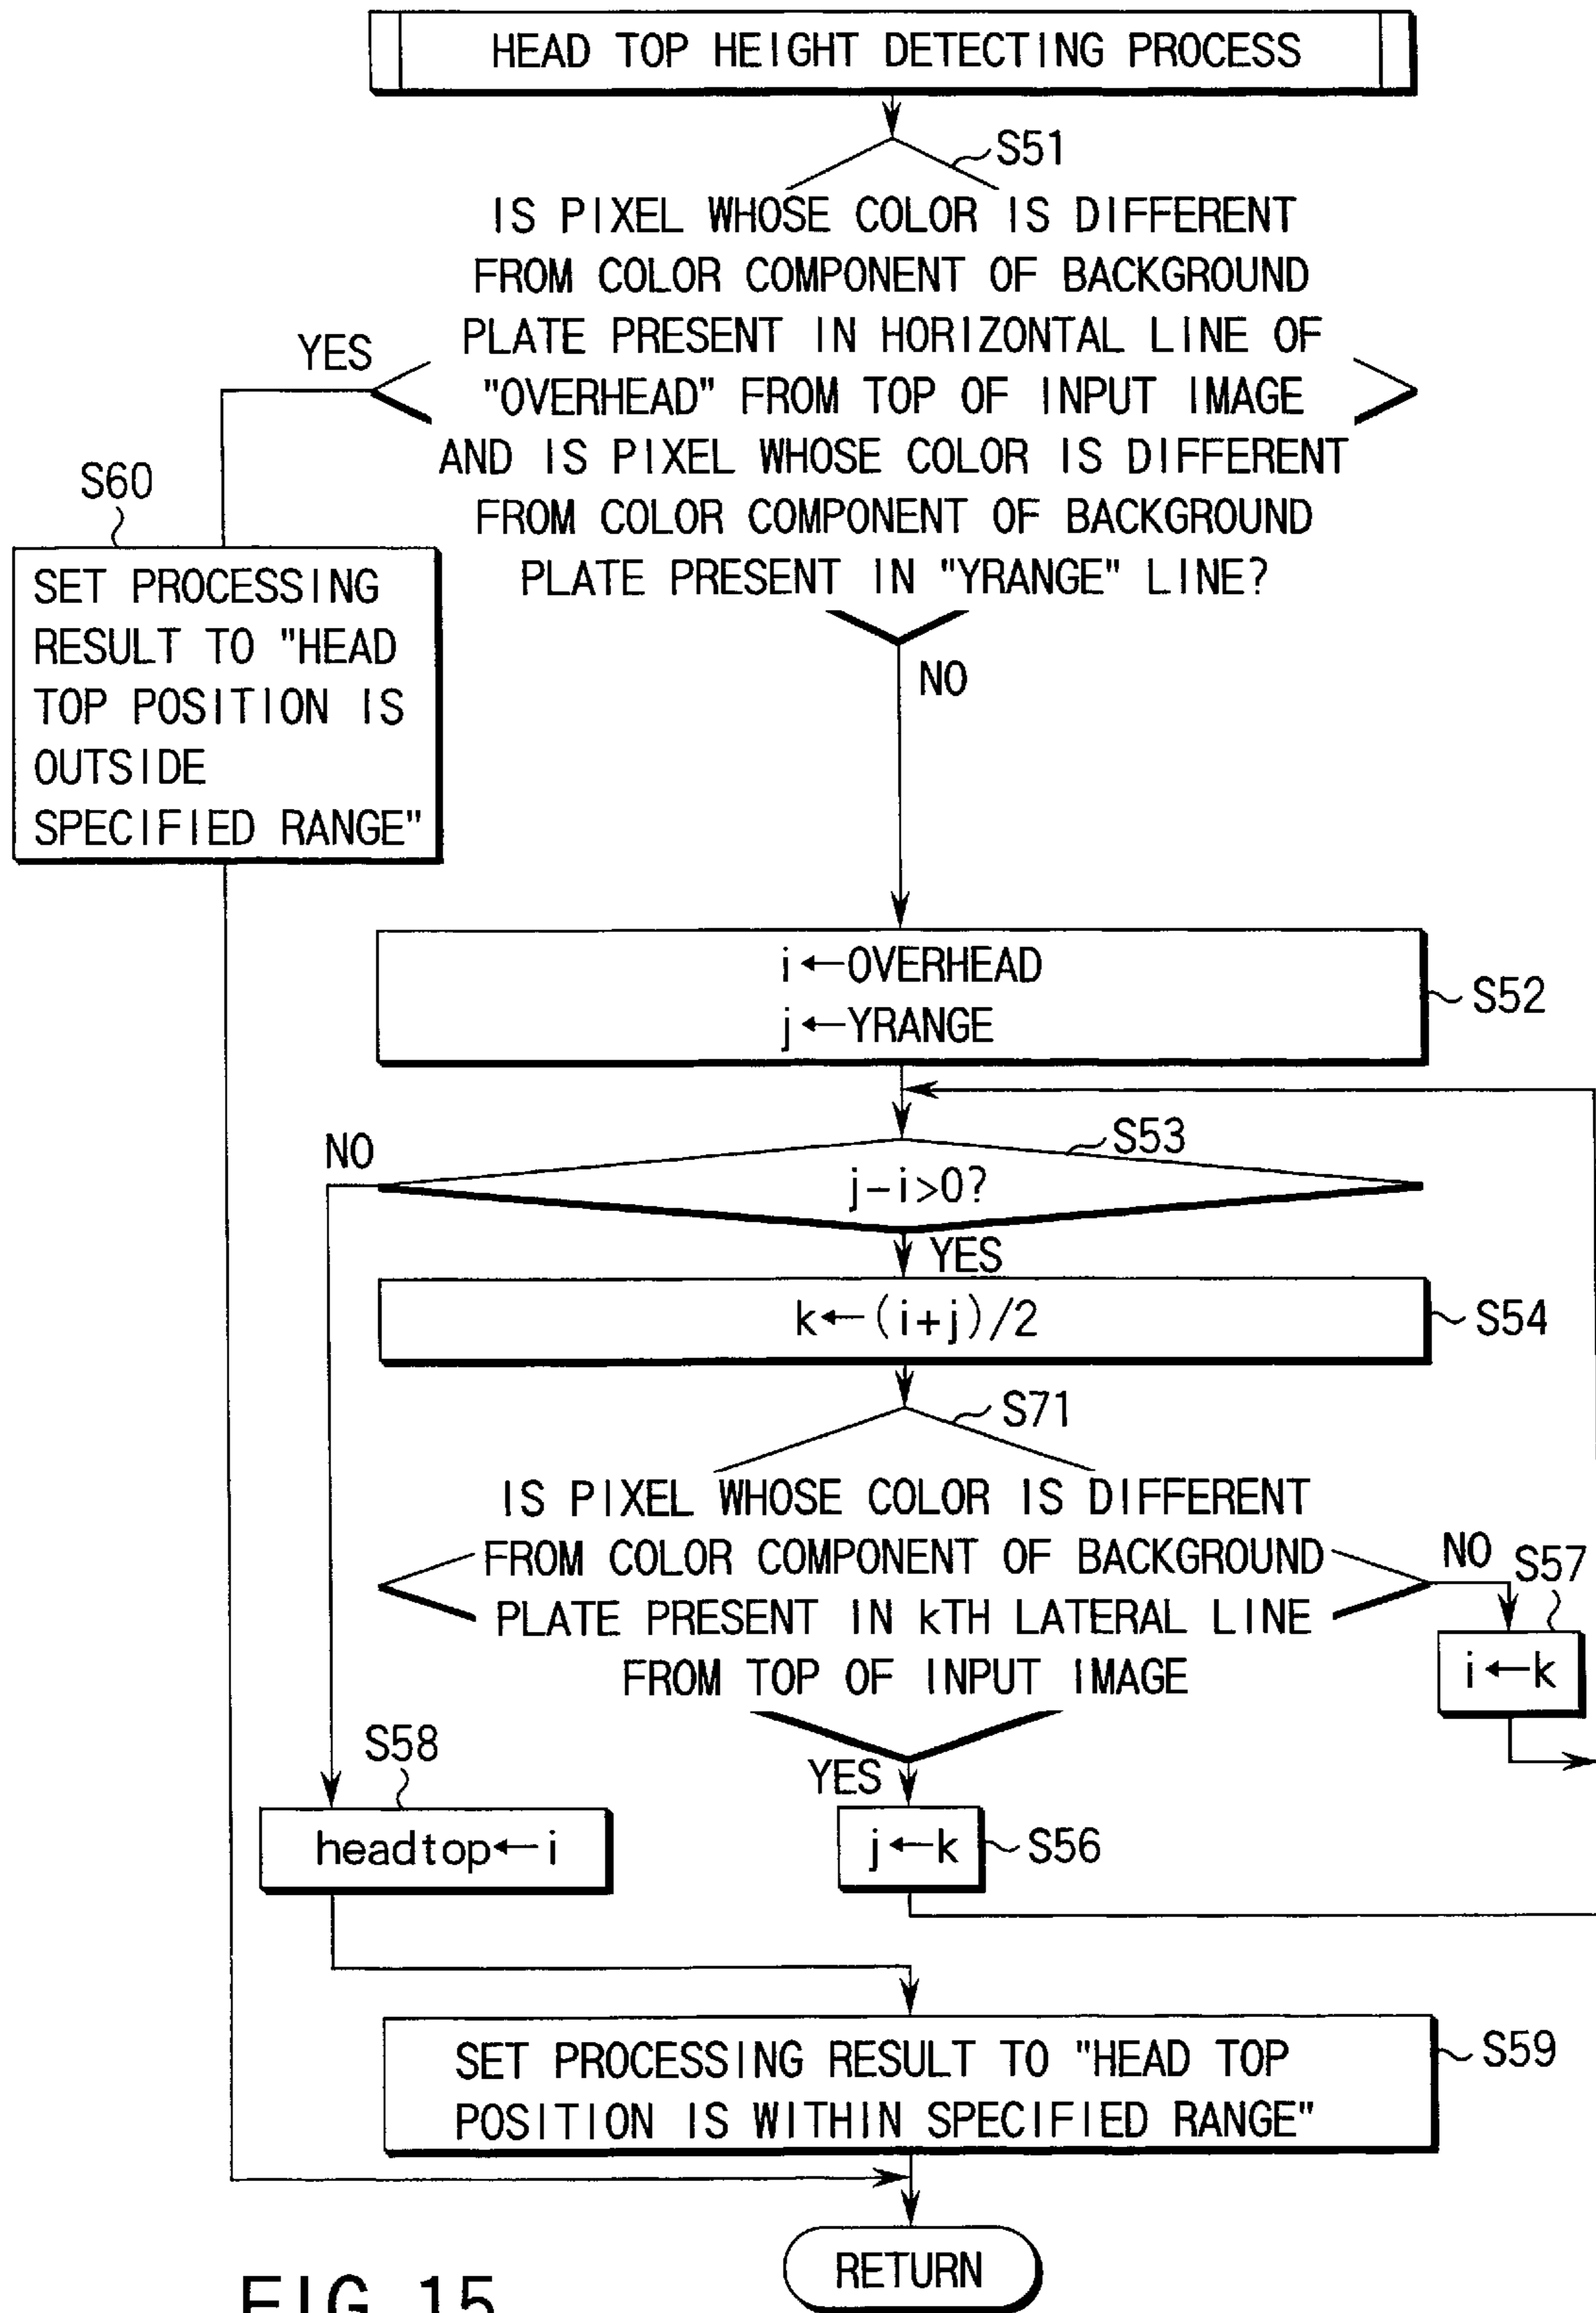 HEAD TOP HEIGHT DETECTING PROCESS
S51
IS PIXEL WHOSE COLOR IS DIFFERENT
FROM COLOR COMPONENT OF BACKGROUND
PLATE PRESENT IN HORIZONTAL LINE OF
"OVERHEAD" FROM TOP OF INPUT IMAGE
AND IS PIXEL WHOSE COLOR IS DIFFERENT
FROM COLOR COMPONENT OF BACKGROUND
PLATE PRESENT IN "YRANGE" LINE?
YES
NO
S60
SET PROCESSING
RESULT TO "HEAD
TOP POSITION IS
OUTSIDE
SPECIFIED RANGE"
i←OVERHEAD
j←YRANGE
S52
S53
NO
j-i>0?
YES
k←(i+j)/2
S54
S71
IS PIXEL WHOSE COLOR IS DIFFERENT
FROM COLOR COMPONENT OF BACKGROUND
PLATE PRESENT IN kTH LATERAL LINE
FROM TOP OF INPUT IMAGE
NO
S57
i←k
YES
S58
headtop←i
j←k
S56
SET PROCESSING RESULT TO "HEAD TOP
POSITION IS WITHIN SPECIFIED RANGE"
S59
RETURN
FIG. 15